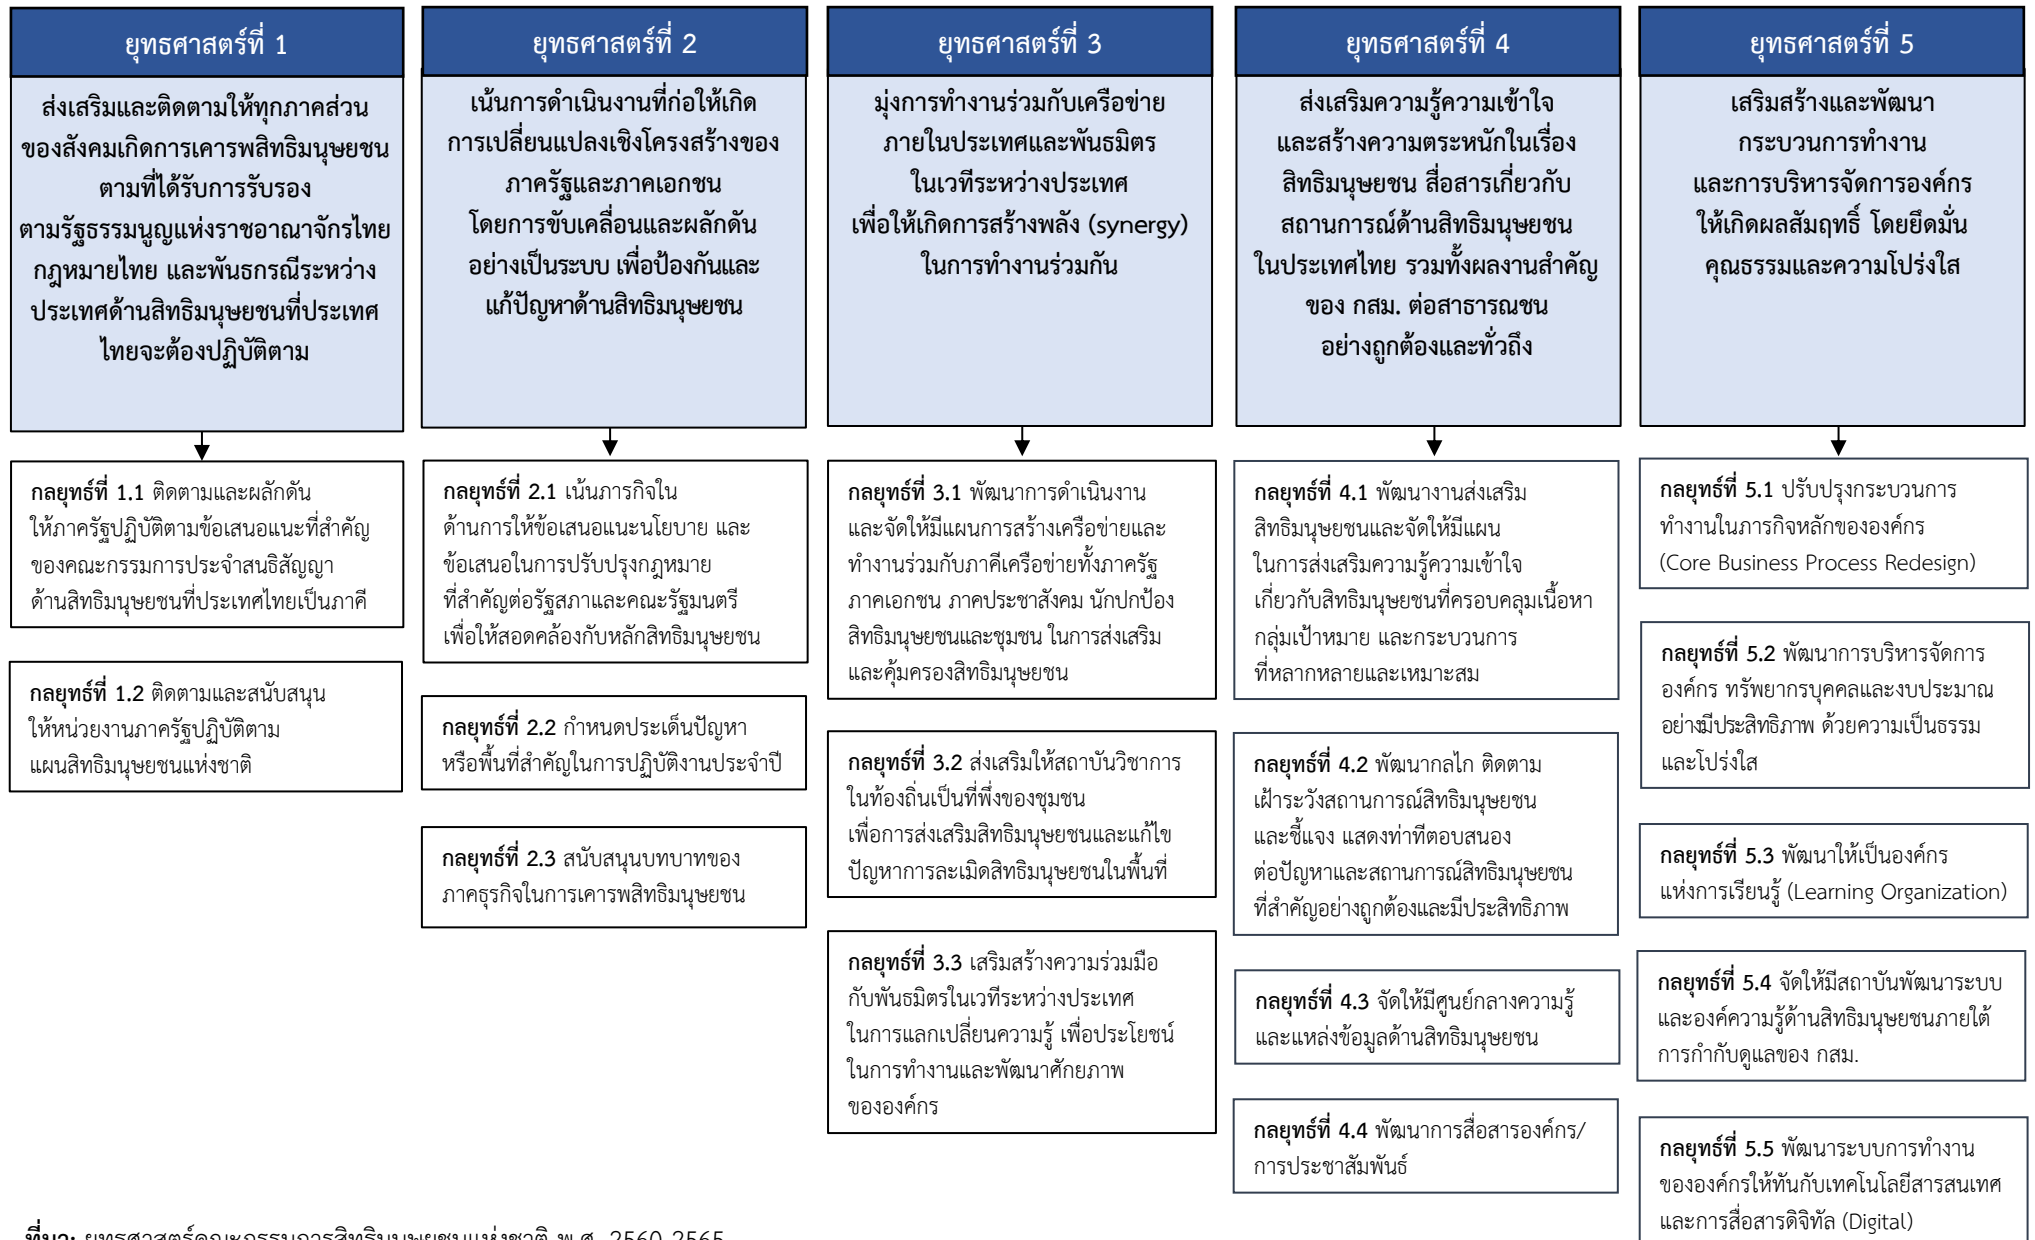 ยุทธศาสตร์ที่ 1
ส่งเสริมและติดตามให้ทุกภาคส่วน
ของสังคมเกิดการเคารพสิทธิมนุษยชน
ตามที่ได้รับการรับรอง
ตามรัฐธรรมนูญแห่งราชอาณาจักรไทย
กฎหมายไทย และพันธกรณีระหว่าง
ประเทศด้านสิทธิมนุษยชนที่ประเทศ
ไทยจะต้องปฏิบัติตาม
กลยุทธ์ที่ 1.1 ติดตามและผลักดัน
ให้ภาครัฐปฏิบัติตามข้อเสนอแนะที่สำคัญ
ของคณะกรรมการประจำสนธิสัญญา
ด้านสิทธิมนุษยชนที่ประเทศไทยเป็นภาคี
กลยุทธ์ที่ 1.2 ติดตามและสนับสนุน
ให้หน่วยงานภาครัฐปฏิบัติตาม
แผนสิทธิมนุษยชนแห่งชาติ
ยุทธศาสตร์ที่ 2
เน้นการดำเนินงานที่ก่อให้เกิด
การเปลี่ยนแปลงเชิงโครงสร้างของ
ภาครัฐและภาคเอกชน
โดยการขับเคลื่อนและผลักดัน
อย่างเป็นระบบ เพื่อป้องกันและ
แก้ปัญหาด้านสิทธิมนุษยชน
กลยุทธ์ที่ 2.1 เน้นภารกิจใน
ด้านการให้ข้อเสนอแนะนโยบาย และ
ข้อเสนอในการปรับปรุงกฎหมาย
ที่สำคัญต่อรัฐสภาและคณะรัฐมนตรี
เพื่อให้สอดคล้องกับหลักสิทธิมนุษยชน
กลยุทธ์ที่ 2.2 กำหนดประเด็นปัญหา
หรือพื้นที่สำคัญในการปฏิบัติงานประจำปี
กลยุทธ์ที่ 2.3 สนับสนุนบทบาทของ
ภาคธุรกิจในการเคารพสิทธิมนุษยชน
ยุทธศาสตร์ที่ 3
มุ่งการทำงานร่วมกับเครือข่าย
ภายในประเทศและพันธมิตร
ในเวทีระหว่างประเทศ
เพื่อให้เกิดการสร้างพลัง (synergy)
ในการทำงานร่วมกัน
กลยุทธ์ที่ 3.1 พัฒนาการดำเนินงาน
และจัดให้มีแผนการสร้างเครือข่ายและ
ทำงานร่วมกับภาคีเครือข่ายทั้งภาครัฐ
ภาคเอกชน ภาคประชาสังคม นักปกป้อง
สิทธิมนุษยชนและชุมชน ในการส่งเสริม
และคุ้มครองสิทธิมนุษยชน
กลยุทธ์ที่ 3.2 ส่งเสริมให้สถาบันวิชาการ
ในท้องถิ่นเป็นที่พึ่งของชุมชน
เพื่อการส่งเสริมสิทธิมนุษยชนและแก้ไข
ปัญหาการละเมิดสิทธิมนุษยชนในพื้นที่
กลยุทธ์ที่ 3.3 เสริมสร้างความร่วมมือ
กับพันธมิตรในเวทีระหว่างประเทศ
ในการแลกเปลี่ยนความรู้ เพื่อประโยชน์
ในการทำงานและพัฒนาศักยภาพ
ขององค์กร
ยุทธศาสตร์ที่ 4
ส่งเสริมความรู้ความเข้าใจ
และสร้างความตระหนักในเรื่อง
สิทธิมนุษยชน สื่อสารเกี่ยวกับ
สถานการณ์ด้านสิทธิมนุษยชน
ในประเทศไทย รวมทั้งผลงานสำคัญ
ของ กสม. ต่อสาธารณชน
อย่างถูกต้องและทั่วถึง
กลยุทธ์ที่ 4.1 พัฒนางานส่งเสริม
สิทธิมนุษยชนและจัดให้มีแผน
ในการส่งเสริมความรู้ความเข้าใจ
เกี่ยวกับสิทธิมนุษยชนที่ครอบคลุมเนื้อหา
กลุ่มเป้าหมาย และกระบวนการ
ที่หลากหลายและเหมาะสม
กลยุทธ์ที่ 4.2 พัฒนากลไก ติดตาม
เฝ้าระวังสถานการณ์สิทธิมนุษยชน
และชี้แจง แสดงท่าทีตอบสนอง
ต่อปัญหาและสถานการณ์สิทธิมนุษยชน
ที่สำคัญอย่างถูกต้องและมีประสิทธิภาพ
กลยุทธ์ที่ 4.3 จัดให้มีศูนย์กลางความรู้
และแหล่งข้อมูลด้านสิทธิมนุษยชน
กลยุทธ์ที่ 4.4 พัฒนาการสื่อสารองค์กร/
การประชาสัมพันธ์
ยุทธศาสตร์ที่ 5
เสริมสร้างและพัฒนา
กระบวนการทำงาน
และการบริหารจัดการองค์กร
ให้เกิดผลสัมฤทธิ์ โดยยึดมั่น
คุณธรรมและความโปร่งใส
กลยุทธ์ที่ 5.1 ปรับปรุงกระบวนการ
ทำงานในภารกิจหลักขององค์กร
(Core Business Process Redesign)
กลยุทธ์ที่ 5.2 พัฒนาการบริหารจัดการ
องค์กร ทรัพยากรบุคคลและงบประมาณ
อย่างมีประสิทธิภาพ ด้วยความเป็นธรรม
และโปร่งใส
กลยุทธ์ที่ 5.3 พัฒนาให้เป็นองค์กร
แห่งการเรียนรู้ (Learning Organization)
กลยุทธ์ที่ 5.4 จัดให้มีสถาบันพัฒนาระบบ
และองค์ความรู้ด้านสิทธิมนุษยชนภายใต้
การกำกับดูแลของ กสม.
กลยุทธ์ที่ 5.5 พัฒนาระบบการทำงาน
ขององค์กรให้ทันกับเทคโนโลยีสารสนเทศ
และการสื่อสารดิจิทัล (Digital)
ที่มา: ยุทธศาสตร์คณะกรรมการสิทธิมนุษยชนแห่งชาติ พ.ศ. 2560-2565